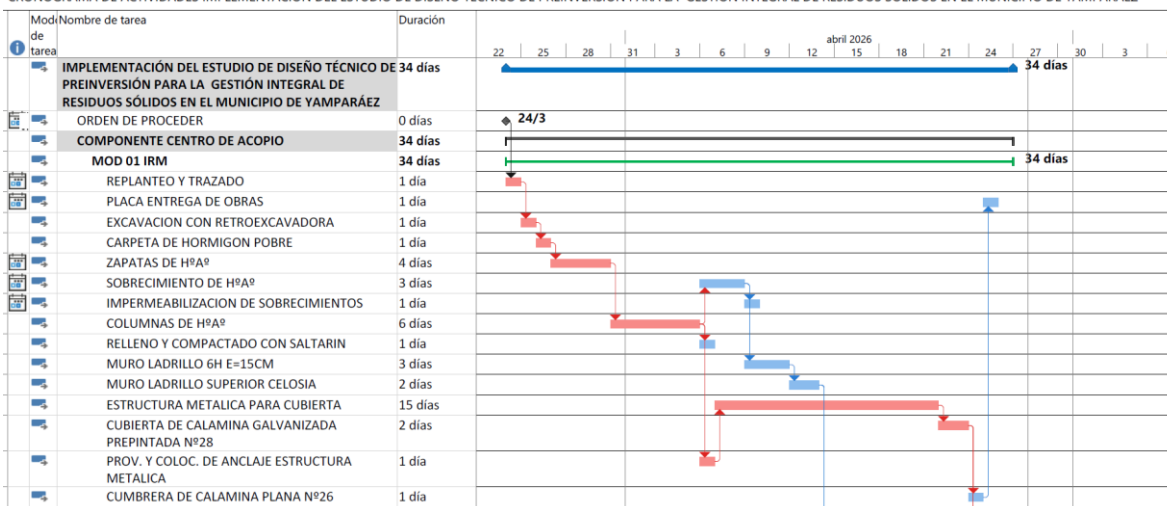 Modo Nombre de tarea Duración
de
tarea
abril 2026
22 25 28 31 3 6 9 12 15 18 21 24 27 30 3
IMPLEMENTACIÓN DEL ESTUDIO DE DISEÑO TÉCNICO DE 34 días 34 días
PREINVERSIÓN PARA LA GESTIÓN INTEGRAL DE
RESIDUOS SÓLIDOS EN EL MUNICIPIO DE YAMPARÁEZ
ORDEN DE PROCEDER 0 días 24/3
COMPONENTE CENTRO DE ACOPIO 34 días
MOD 01 IRM 34 días 34 días
REPLANTEO Y TRAZADO 1 día
PLACA ENTREGA DE OBRAS 1 día
EXCAVACION CON RETROEXCAVADORA 1 día
CARPETA DE HORMIGON POBRE 1 día
ZAPATAS DE HºAº 4 días
SOBRECIMIENTO DE HºAº 3 días
IMPERMEABILIZACION DE SOBRECIMIENTOS 1 día
COLUMNAS DE HºAº 6 días
RELLENO Y COMPACTADO CON SALTARIN 1 día
MURO LADRILLO 6H E=15CM 3 días
MURO LADRILLO SUPERIOR CELOSIA 2 días
ESTRUCTURA METALICA PARA CUBIERTA 15 días
CUBIERTA DE CALAMINA GALVANIZADA 2 días
PREPINTADA Nº28
PROV. Y COLOC. DE ANCLAJE ESTRUCTURA 1 día
METALICA
CUMBRERA DE CALAMINA PLANA Nº26 1 día